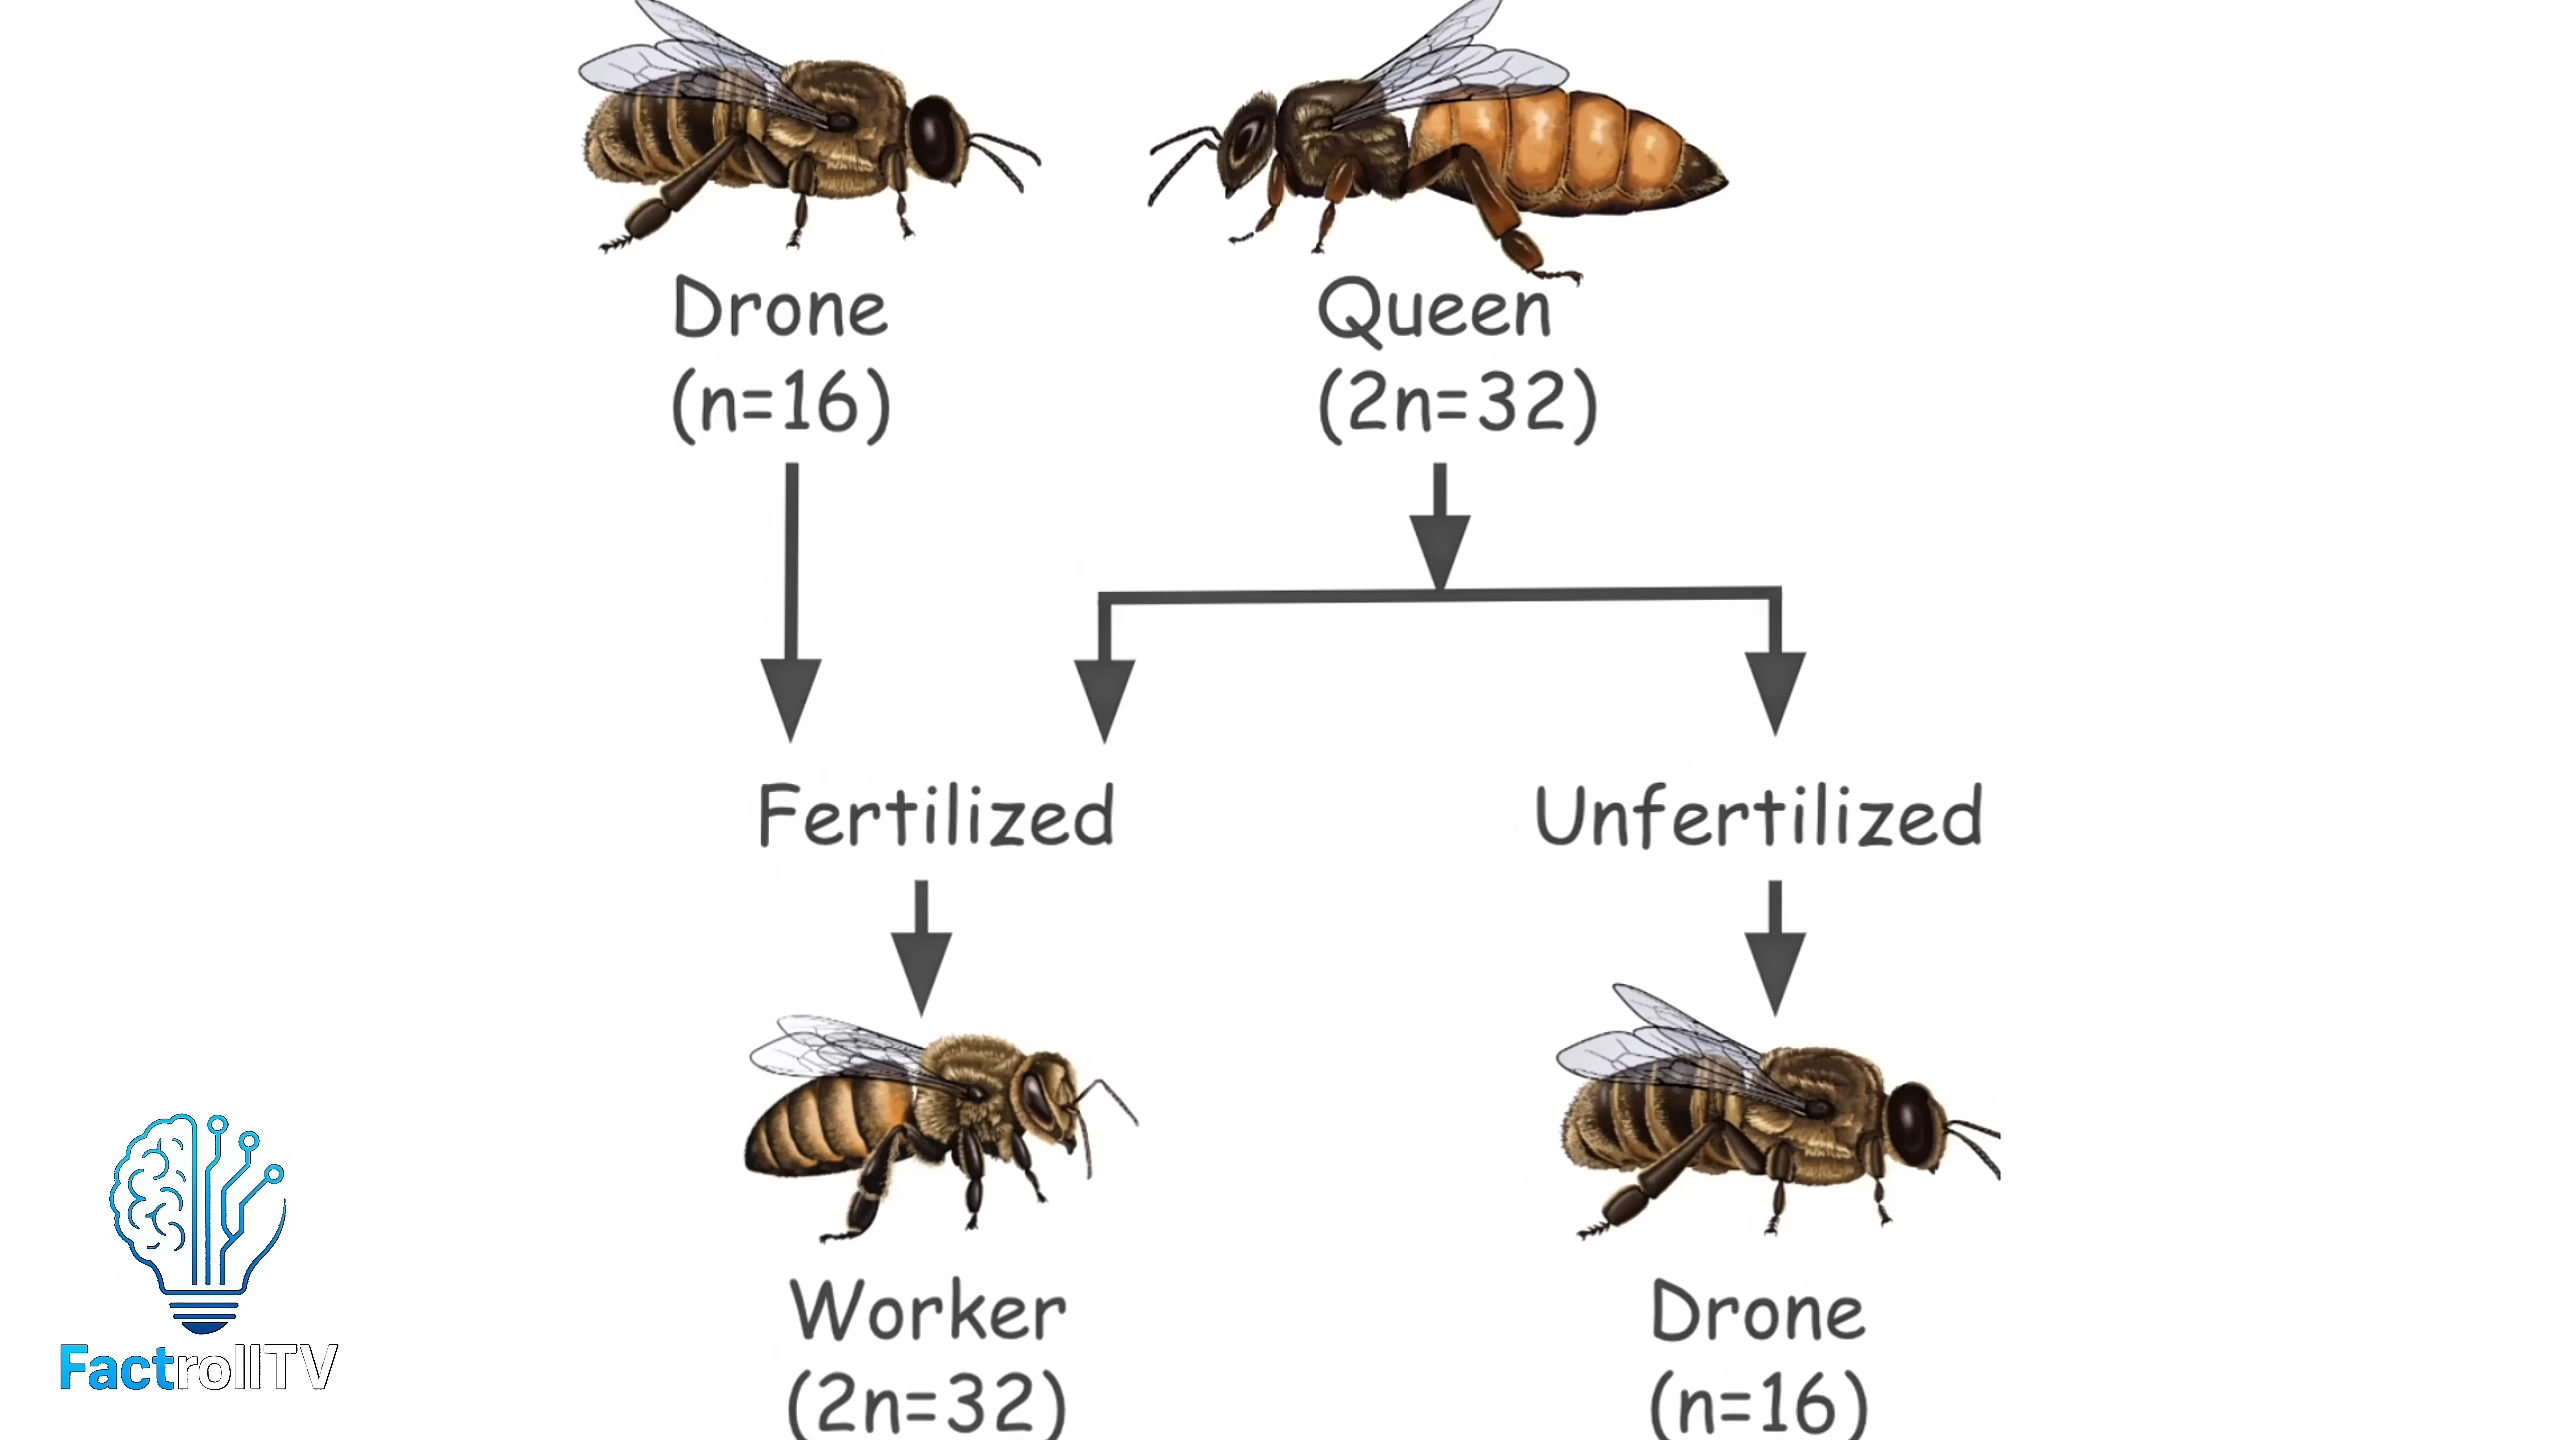 Drone
(n=16)
Queen
(2n=32)
Fertilized
Unfertilized
Worker
(2n=32)
Drone
(n=16)
FactrollTV